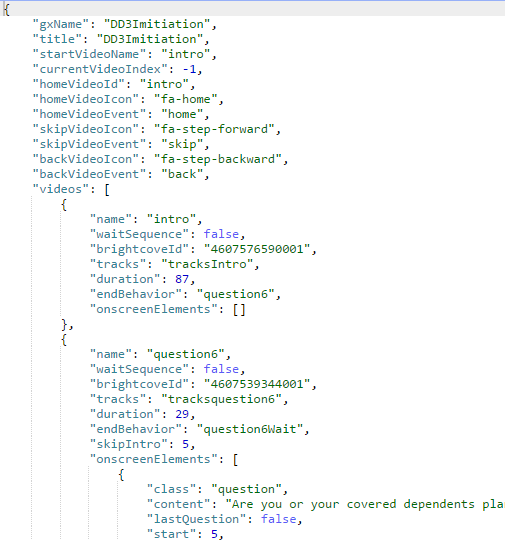 {
"gxName": "DD3Imitiation",
"title": "DD3Imitiation",
"startVideoName": "intro",
"currentVideoIndex": -1,
"homeVideoId": "intro",
"homeVideoIcon": "fa-home",
"homeVideoEvent": "home",
"skipVideoIcon": "fa-step-forward",
"skipVideoEvent": "skip",
"backVideoIcon": "fa-step-backward",
"backVideoEvent": "back",
"videos": [
{
"name": "intro",
"waitSequence": false,
"brightcoveId": "4607576590001",
"tracks": "tracksIntro",
"duration": 87,
"endBehavior": "question6",
"onscreenElements": []
},
{
"name": "question6",
"waitSequence": false,
"brightcoveId": "4607539344001",
"tracks": "tracksquestion6",
"duration": 29,
"endBehavior": "question6Wait",
"skipIntro": 5,
"onscreenElements": [
{
"class": "question",
"content": "Are you or your covered dependents pla
"lastQuestion": false,
"start": 5,